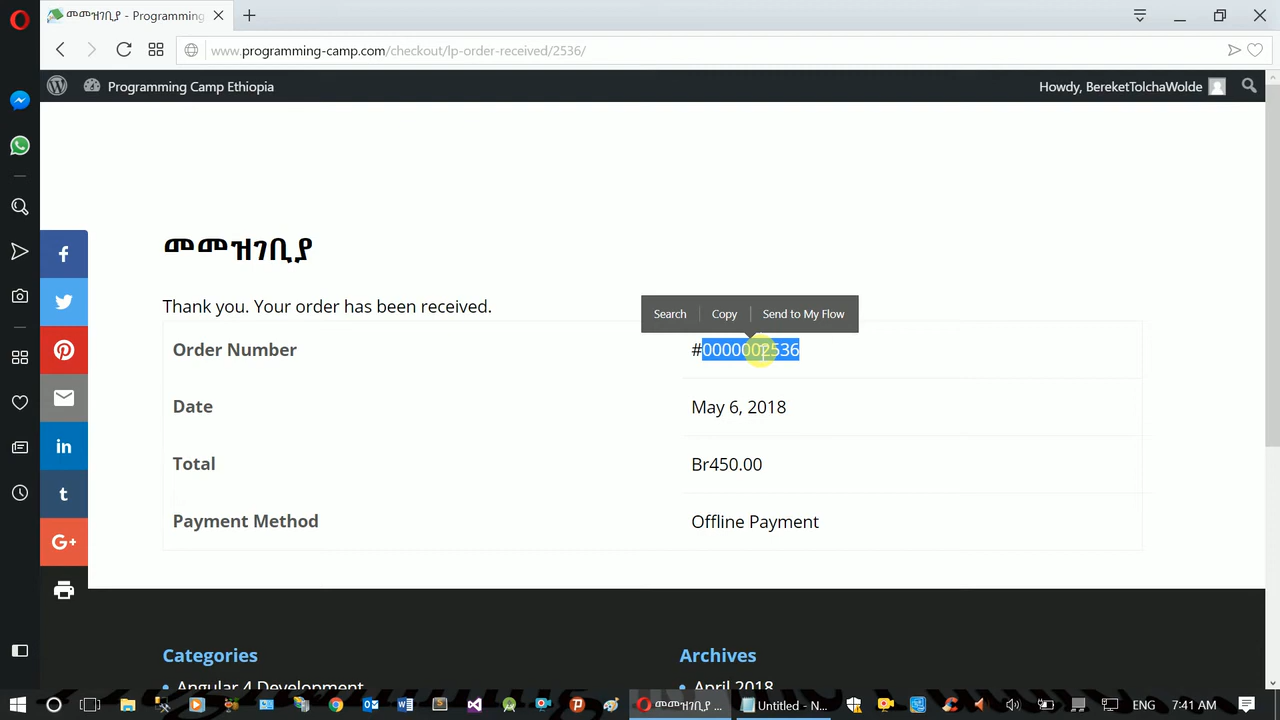 መመዝገቢያ - Programming
www.programming-camp.com/checkout/lp-order-received/2536/
Programming Camp Ethiopia
Howdy, BereketTolchaWolde
መመዝገቢያ
Thank you. Your order has been received.
Search Copy Send to My Flow
Order Number #0000002536
Date May 6, 2018
Total Br450.00
Payment Method Offline Payment
Categories Archives
Angular 4 Development April 2018
መመዝገቢያ ... Untitled - N... ENG 7:41 AM